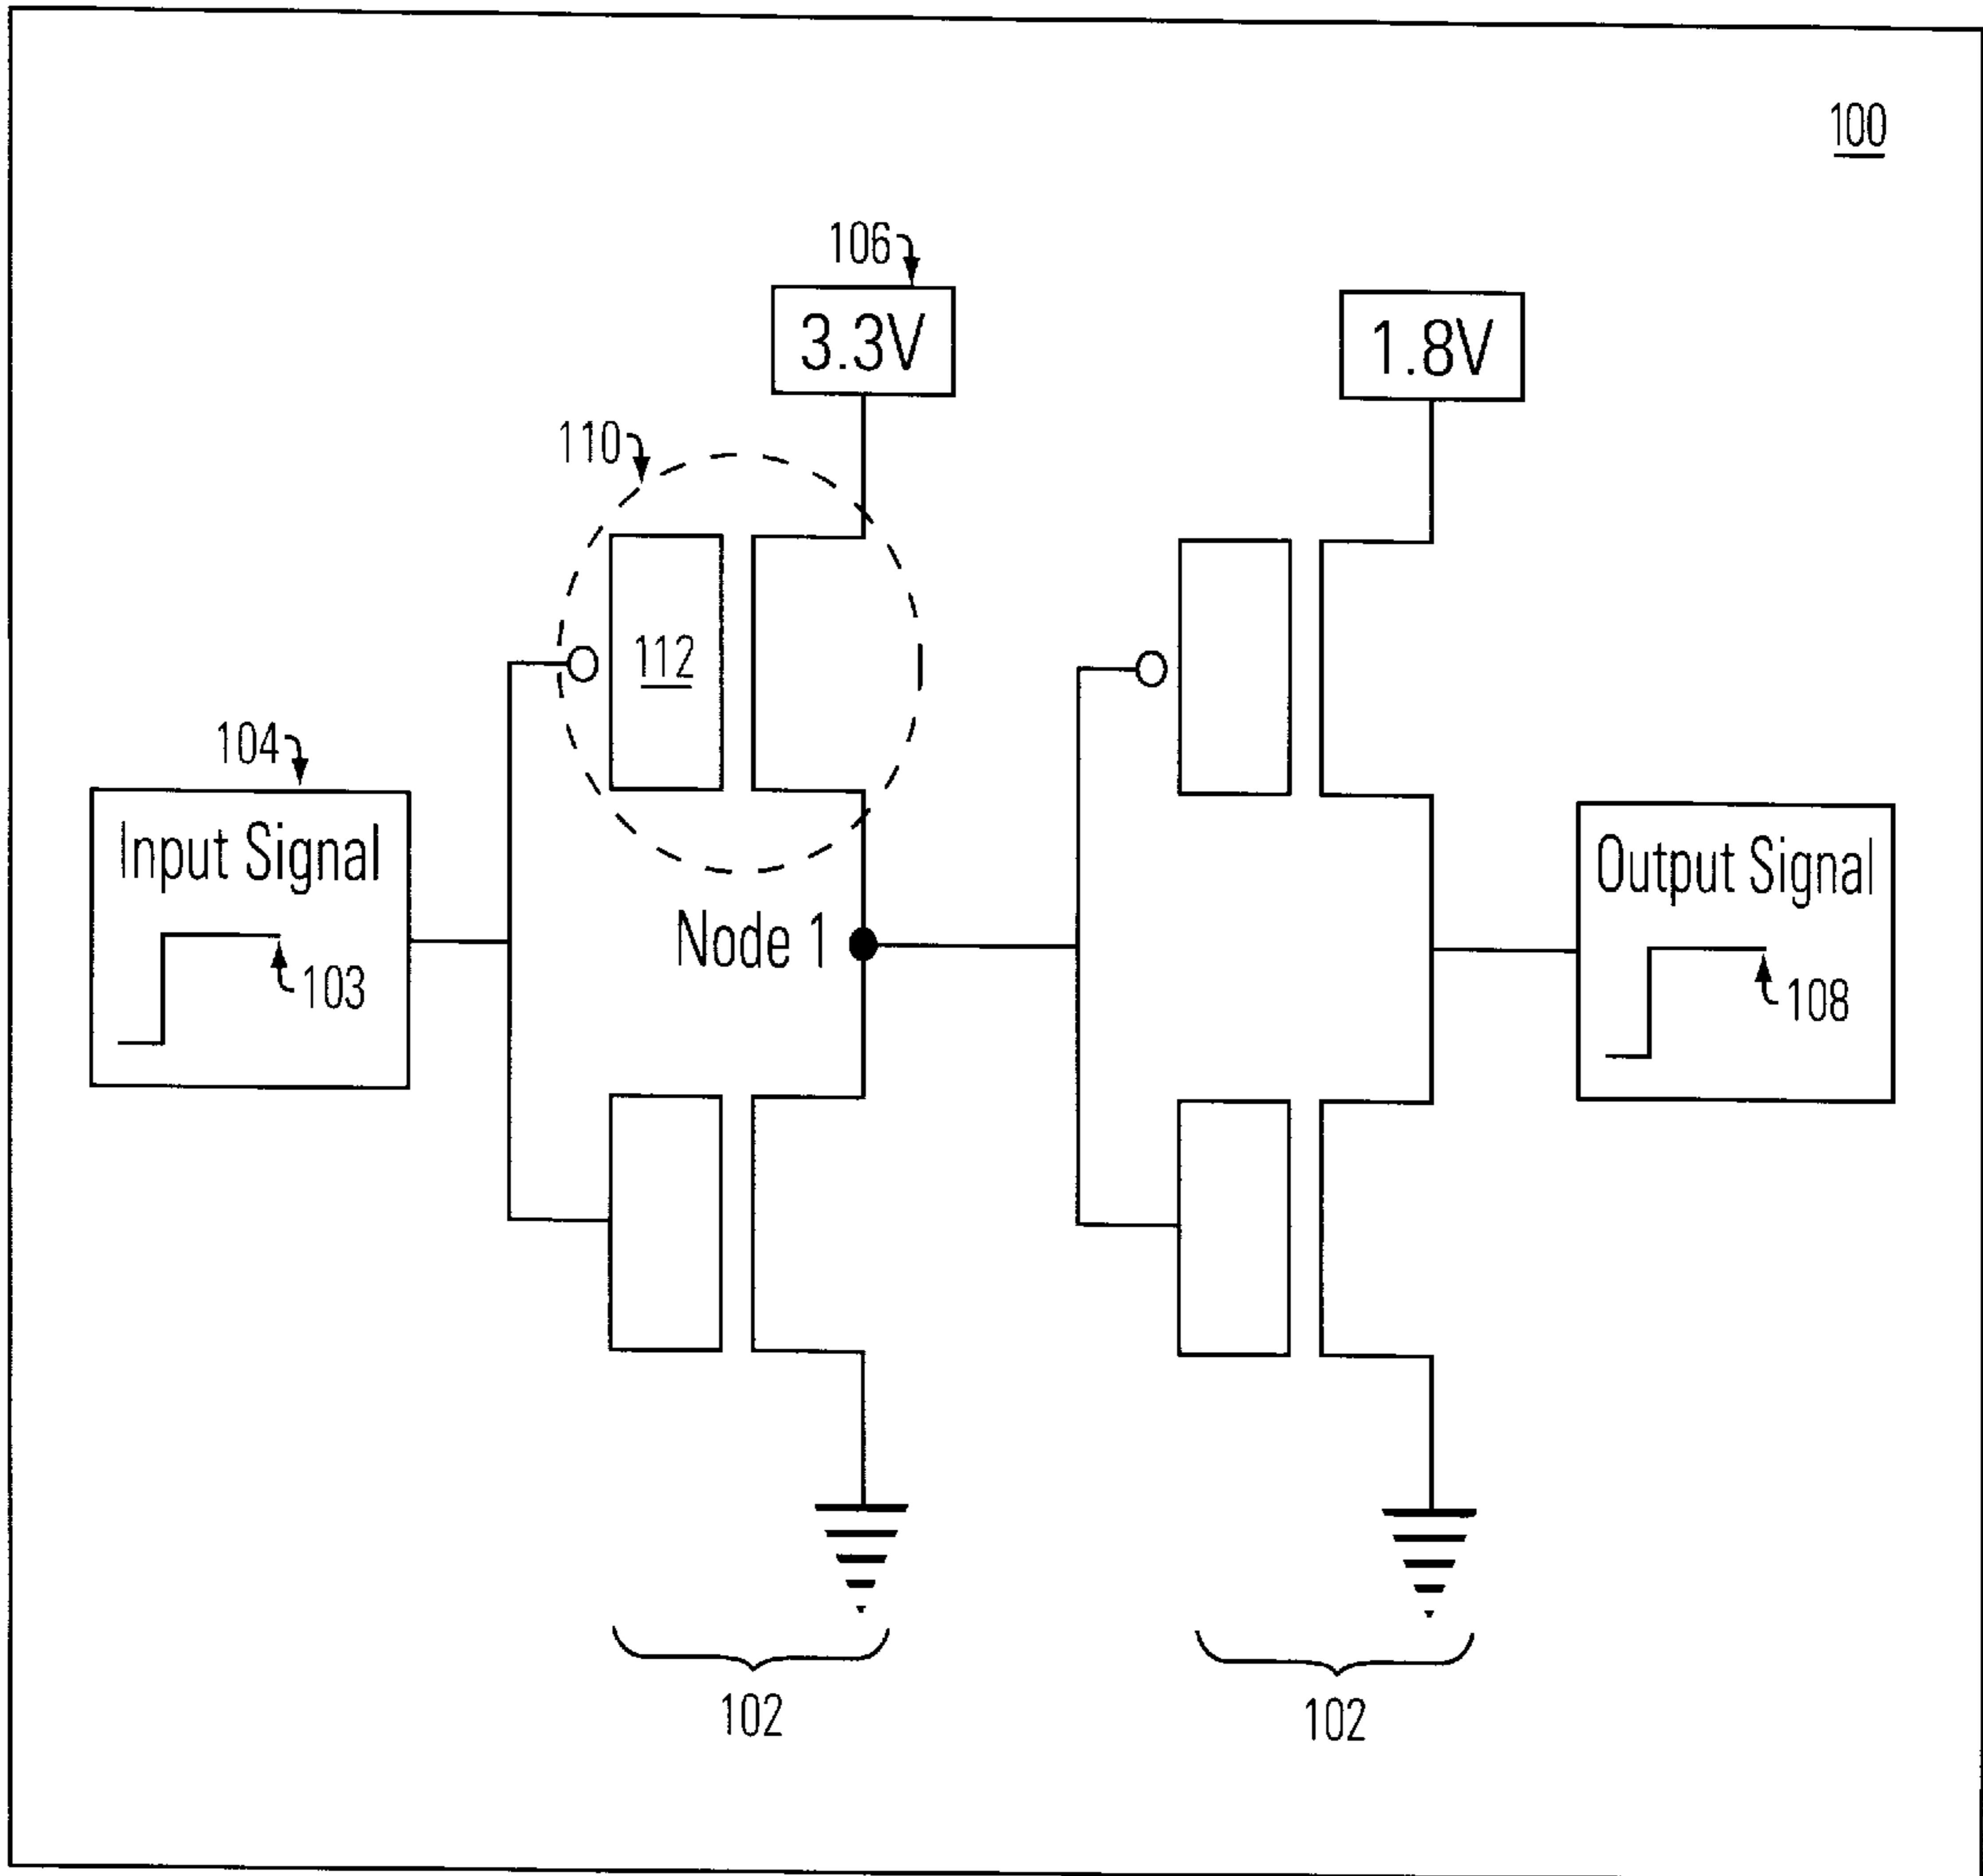 100
106
3.3V
1.8V
110
112
104
Input Signal
103
Node 1
Output Signal
108
102
102